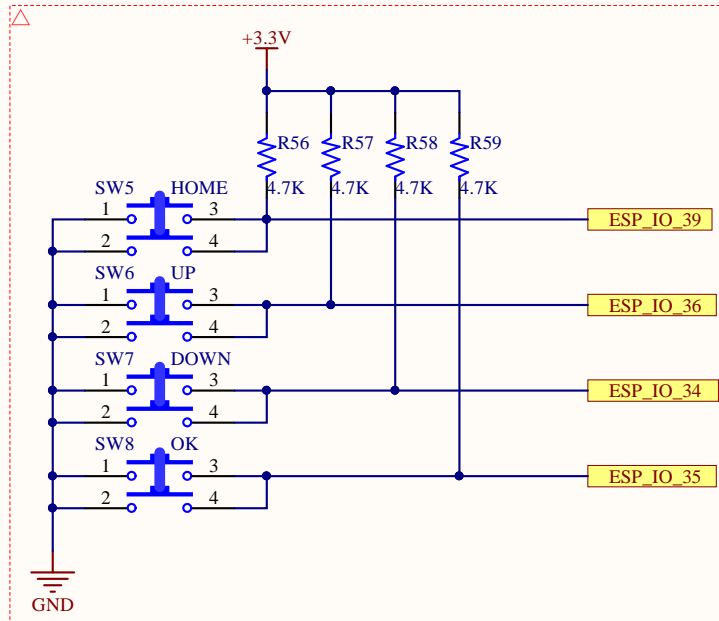 +3.3V
R56 R57 R58 R59
4.7K 4.7K 4.7K 4.7K
SW5 HOME
1 3 ESP_IO_39
2 4
SW6 UP
1 3 ESP_IO_36
2 4
SW7 DOWN
1 3 ESP_IO_34
2 4
SW8 OK
1 3 ESP_IO_35
2 4
GND